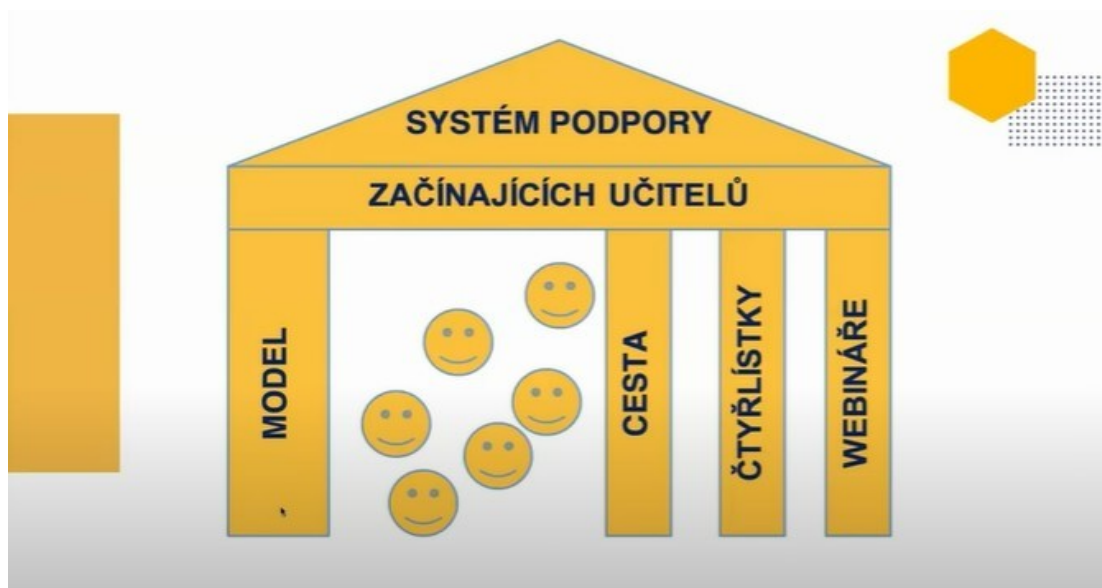 SYSTÉM PODPORY
ZAČÍNAJÍCÍCH UČITELŮ
MODEL
CESTA
ČTYŘLÍSTKY
WEBINÁŘE